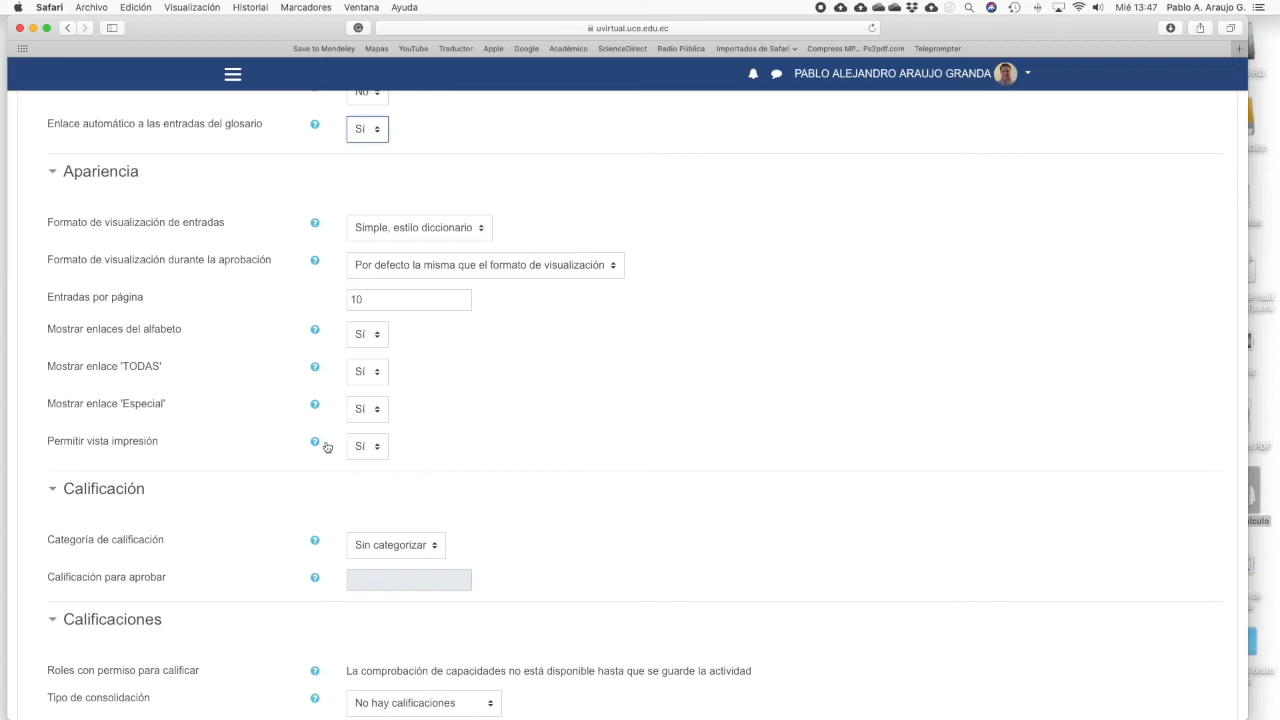 Safari Archivo Edición Visualización Historial Marcadores Ventana Ayuda Mié 13:47 Pablo A. Araujo G.
uvirtual.uce.edu.ec
Save to Mendeley Mapas YouTube Traductor Apple Google Académico ScienceDirect Radio Pública Importados de Safari Compress MP... Ps2pdf.com Teleprompter
PABLO ALEJANDRO ARAUJO GRANDA
No
Enlace automático a las entradas del glosario Sí
Apariencia
Formato de visualización de entradas Simple, estilo diccionario
Formato de visualización durante la aprobación Por defecto la misma que el formato de visualización
Entradas por página 10
Mostrar enlaces del alfabeto Sí
Mostrar enlace 'TODAS' Sí
Mostrar enlace 'Especial' Sí
Permitir vista impresión Sí
Calificación
Categoría de calificación Sin categorizar
Calificación para aprobar
Calificaciones
Roles con permiso para calificar La comprobación de capacidades no está disponible hasta que se guarde la actividad
Tipo de consolidación No hay calificaciones